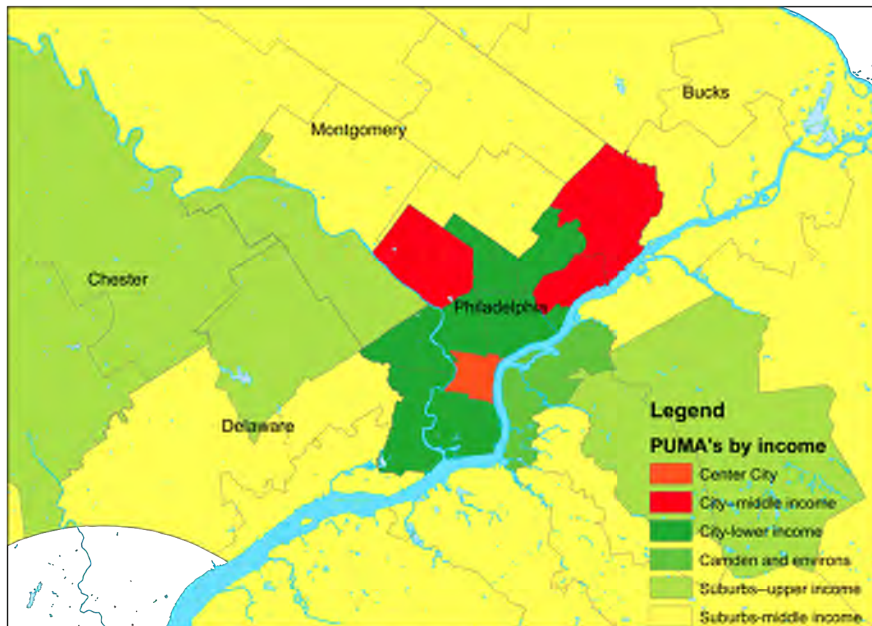 Bucks
Montgomery
Chester
Philadelphia
Delaware
Legend
PUMA's by income
Center City
City-middle income
City-lower income
Camden and environs
Suburbs-upper income
Suburbs-middle income